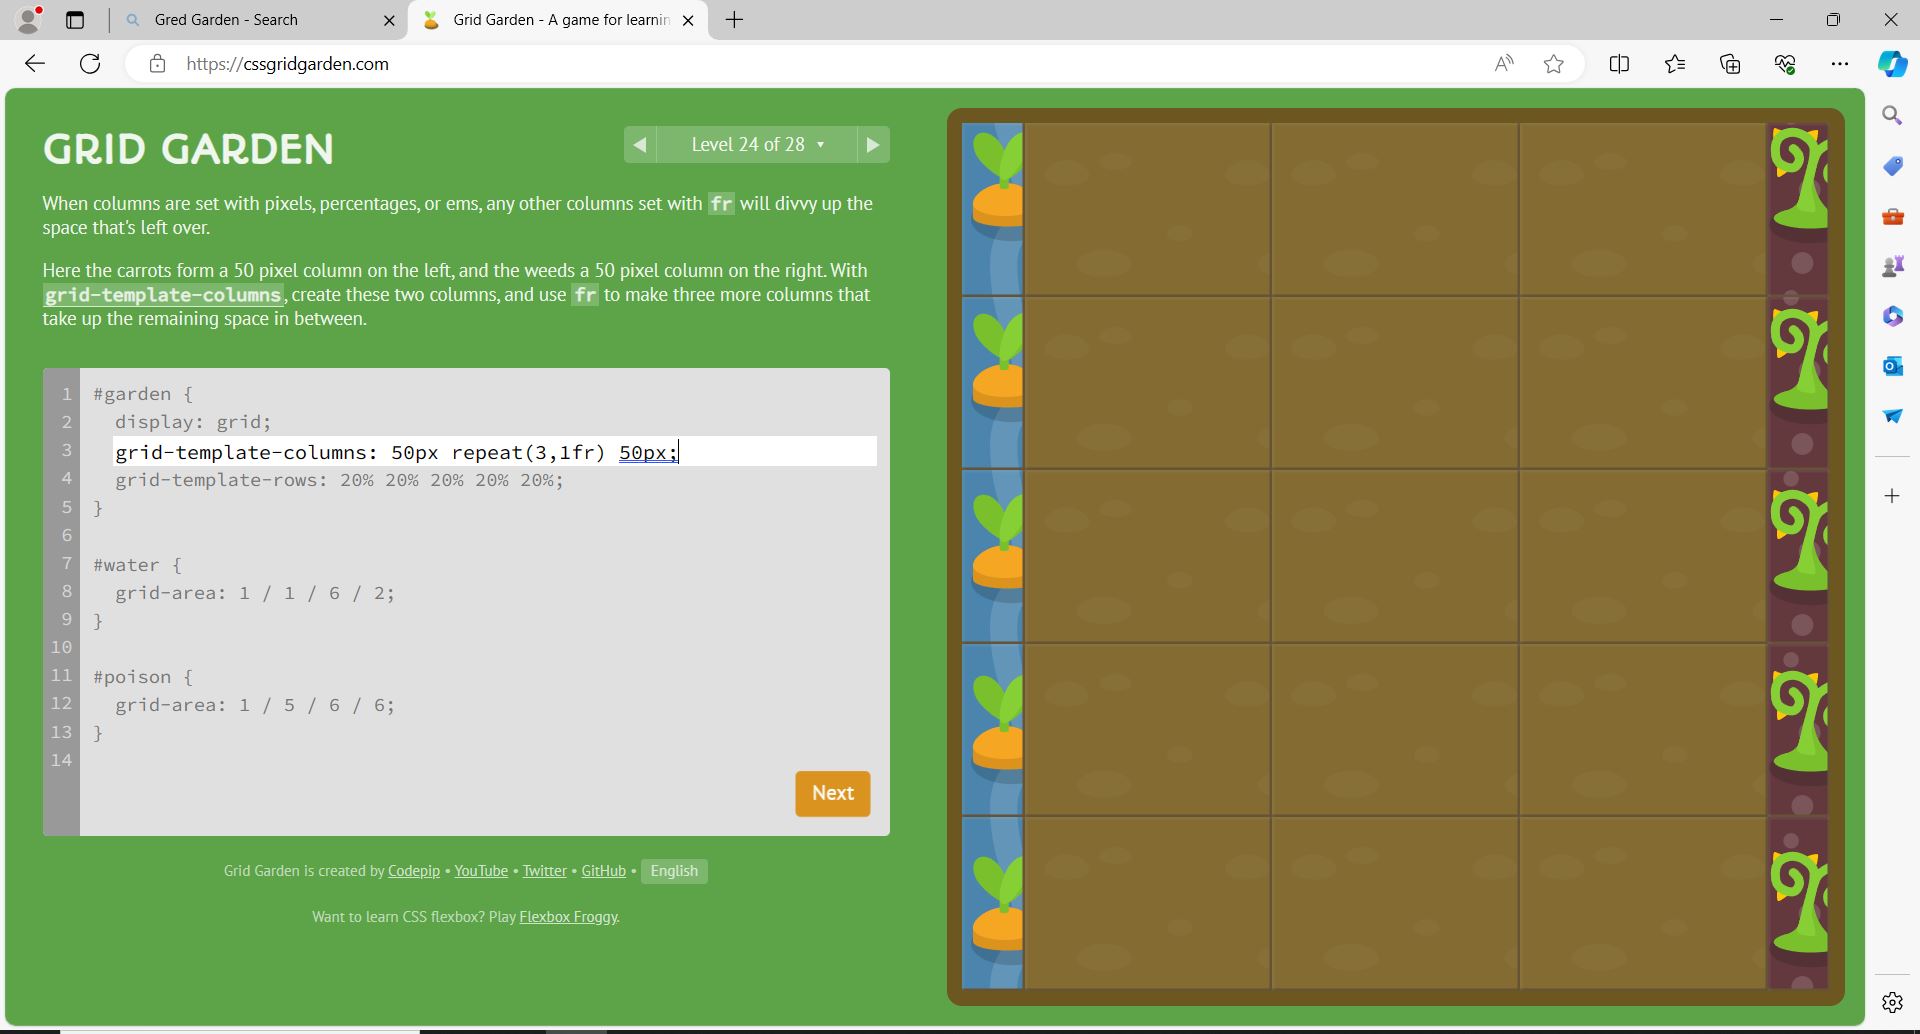 Gred Garden - Search
Grid Garden - A game for learnin
https://cssgridgarden.com
GRID GARDEN
Level 24 of 28
When columns are set with pixels, percentages, or ems, any other columns set with fr will divvy up the
space that's left over.
Here the carrots form a 50 pixel column on the left, and the weeds a 50 pixel column on the right. With
grid-template-columns, create these two columns, and use fr to make three more columns that
take up the remaining space in between.
1 #garden {
2 display: grid;
3 grid-template-columns: 50px repeat(3,1fr) 50px;
4 grid-template-rows: 20% 20% 20% 20% 20%;
5 }
6
7 #water {
8 grid-area: 1 / 1 / 6 / 2;
9 }
10
11 #poison {
12 grid-area: 1 / 5 / 6 / 6;
13 }
14
Next
Grid Garden is created by Codepip • YouTube • Twitter • GitHub • English
Want to learn CSS flexbox? Play Flexbox Froggy.